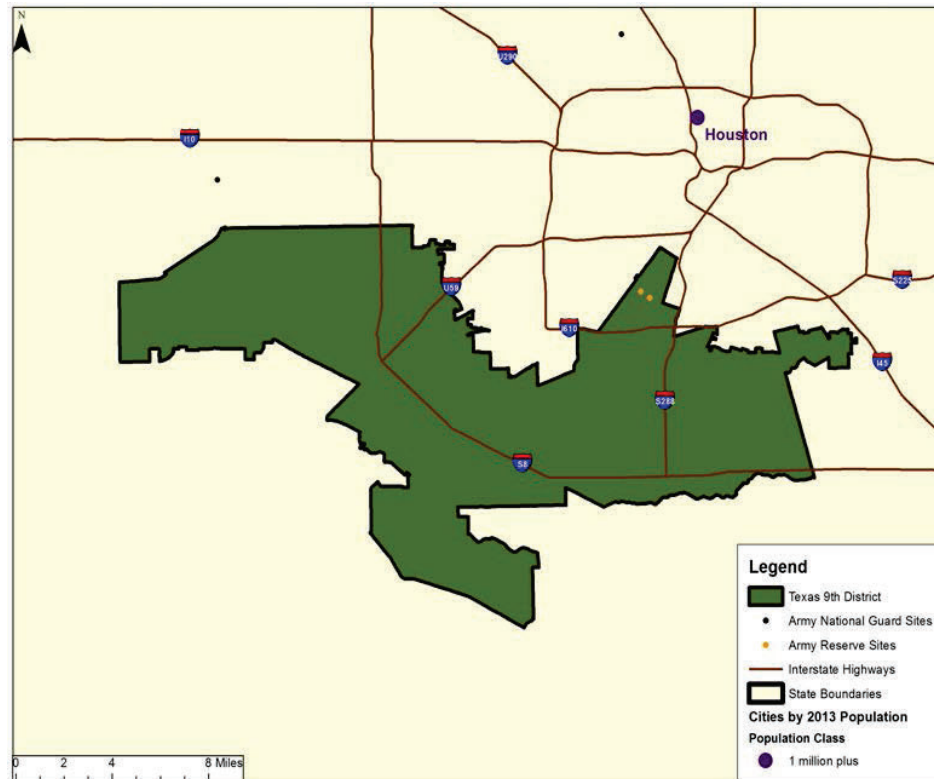 N
U290
Houston
I10
U59
S225
I610
I45
S288
S8
Legend
Texas 9th District
Army National Guard Sites
Army Reserve Sites
Interstate Highways
State Boundaries
Cities by 2013 Population
Population Class
1 million plus
0 2 4 8 Miles